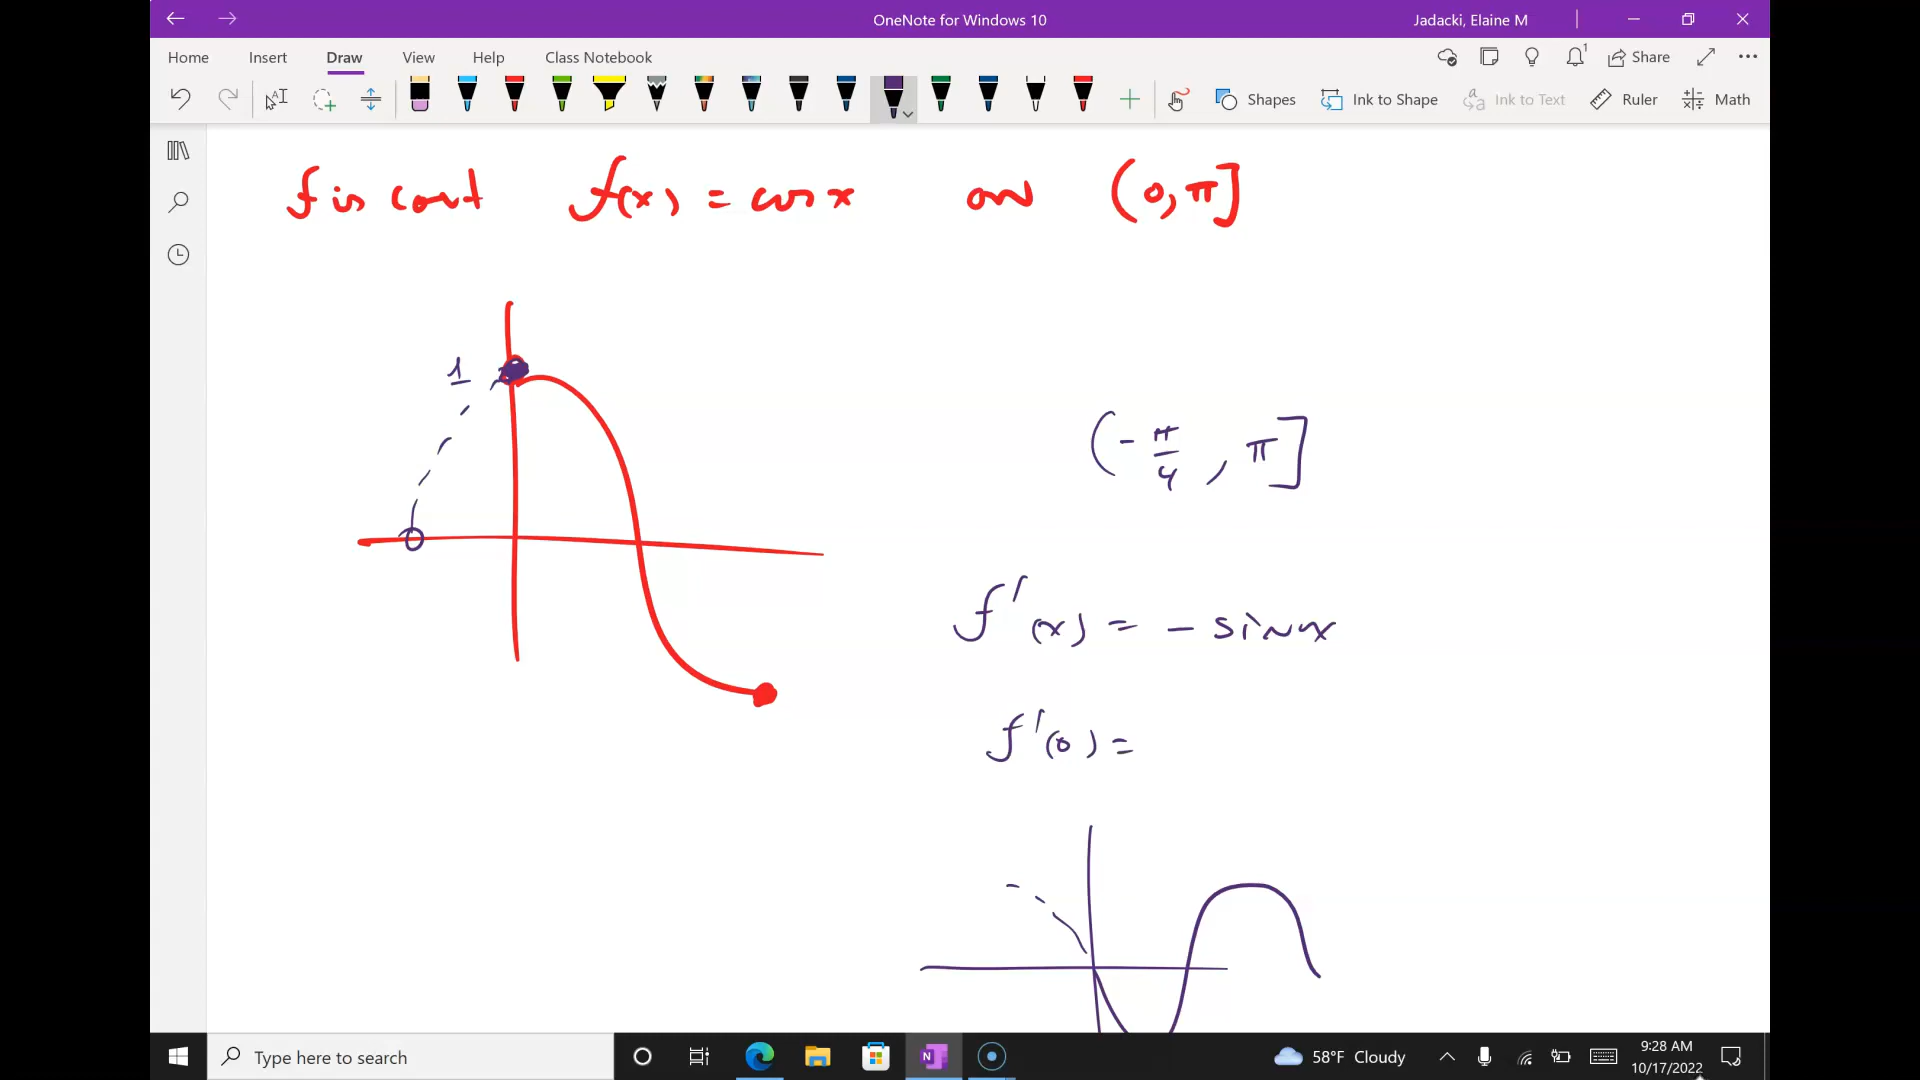 OneNote for Windows 10
Jadacki, Elaine M
Home Insert Draw View Help Class Notebook
1
Share
Shapes Ink to Shape Ink to Text Ruler Math
f is cont f(x) = cos x on (0, π]
1
(-π/4, π]
f'(x) = - sin x
f'(0) =
Type here to search
N
58°F Cloudy
9:28 AM
10/17/2022